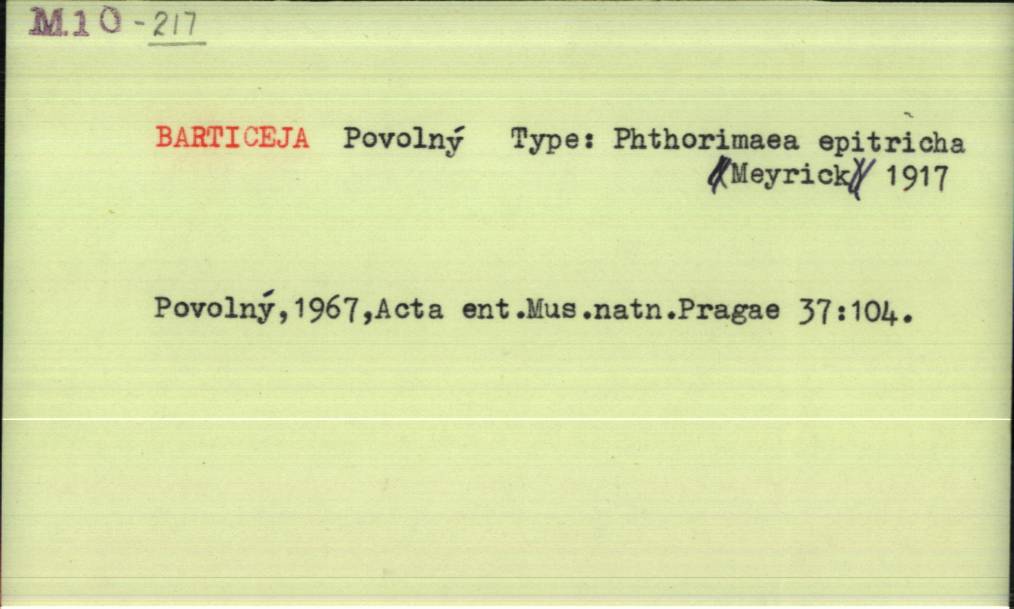 M.10-217
BARTICEJA Povolný Type: Phthorimaea epitricha
(Meyrick) 1917
Povolný,1967,Acta ent.Mus.natn.Pragae 37:104.